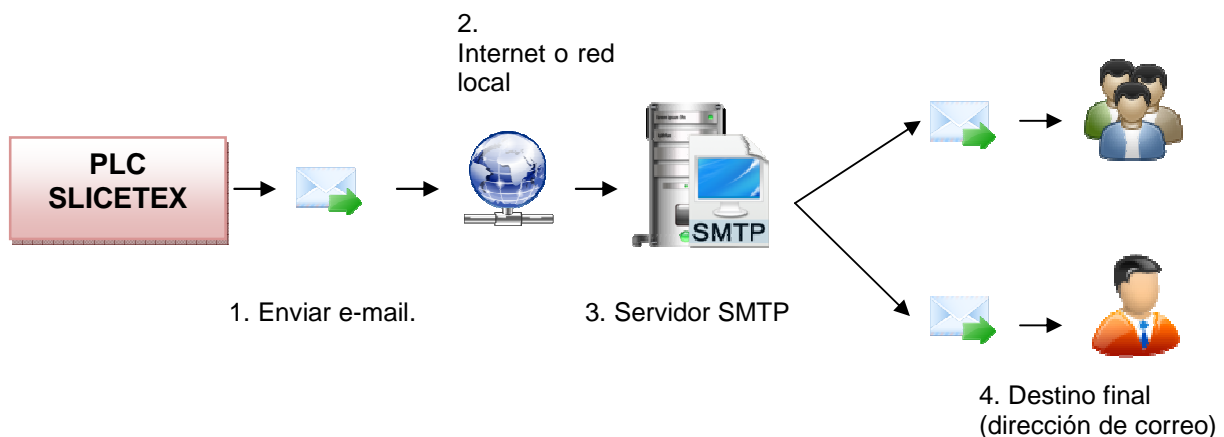 2.
Internet o red
local
PLC
SLICETEX
SMTP
1. Enviar e-mail.
3. Servidor SMTP
4. Destino final
(dirección de correo)